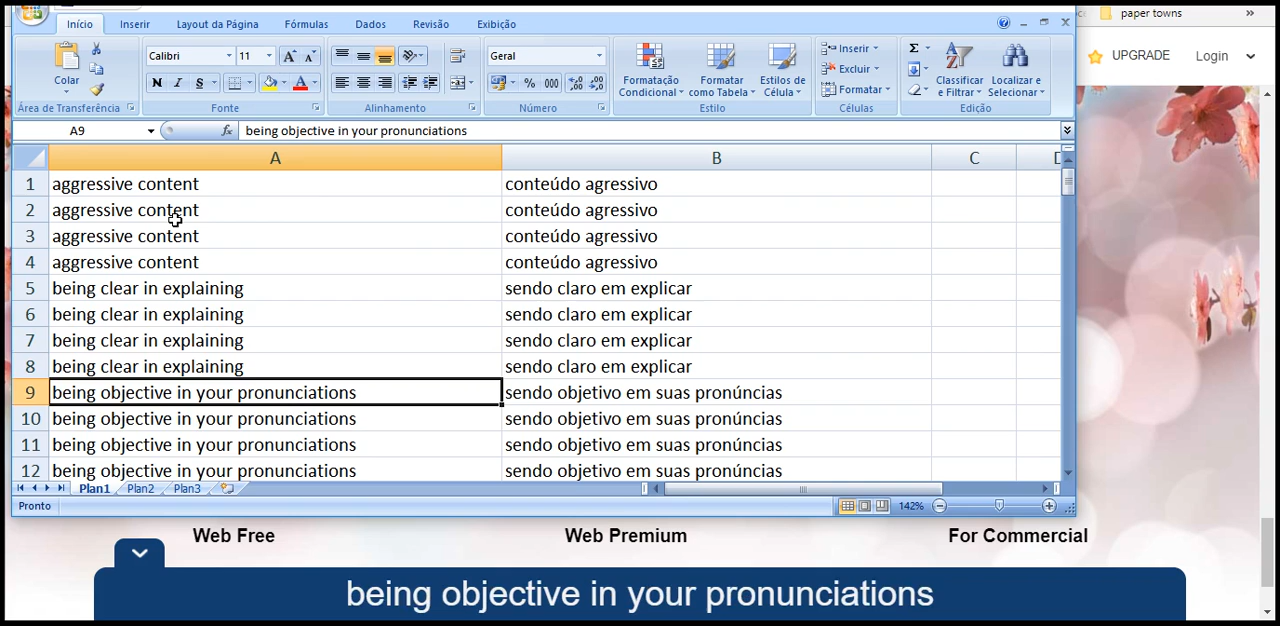 paper towns
»
UPGRADE
Login
Início Inserir Layout da Página Fórmulas Dados Revisão Exibição
Colar
Área de Transferência
Calibri 11
N I S
Fonte
Alinhamento
Geral
% 000
Número
Formatação Condicional
Formatar como Tabela
Estilos de Célula
Estilo
Inserir
Excluir
Formatar
Células
Σ
Classificar e Filtrar
Localizar e Selecionar
Edição
A9 fx being objective in your pronunciations
A B C
1 aggressive content conteúdo agressivo
2 aggressive content conteúdo agressivo
3 aggressive content conteúdo agressivo
4 aggressive content conteúdo agressivo
5 being clear in explaining sendo claro em explicar
6 being clear in explaining sendo claro em explicar
7 being clear in explaining sendo claro em explicar
8 being clear in explaining sendo claro em explicar
9 being objective in your pronunciations sendo objetivo em suas pronúncias
10 being objective in your pronunciations sendo objetivo em suas pronúncias
11 being objective in your pronunciations sendo objetivo em suas pronúncias
12 being objective in your pronunciations sendo objetivo em suas pronúncias
Plan1 Plan2 Plan3
Pronto 142%
Web Free Web Premium For Commercial
being objective in your pronunciations